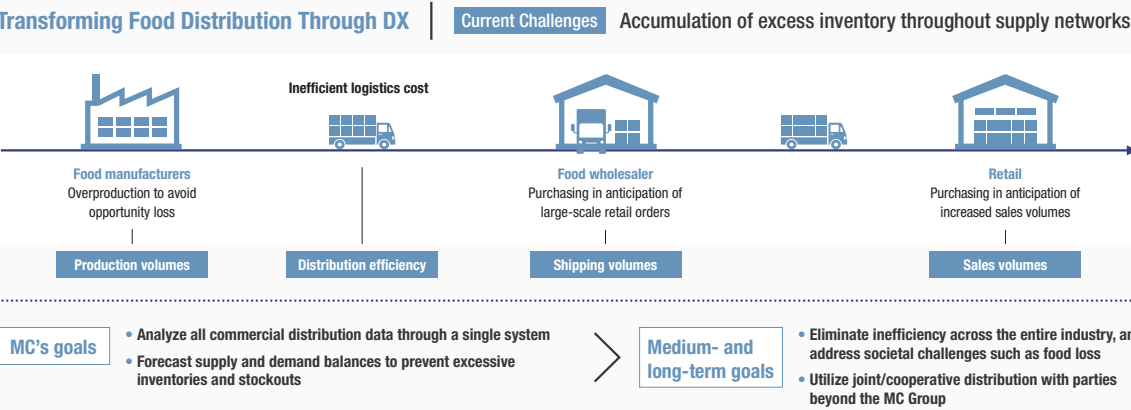 Transforming Food Distribution Through DX
Current Challenges
Accumulation of excess inventory throughout supply networks
Inefficient logistics cost
Food manufacturers
Overproduction to avoid
opportunity loss
Food wholesaler
Purchasing in anticipation of
large-scale retail orders
Retail
Purchasing in anticipation of
increased sales volumes
Production volumes
Distribution efficiency
Shipping volumes
Sales volumes
MC's goals
• Analyze all commercial distribution data through a single system
• Forecast supply and demand balances to prevent excessive
inventories and stockouts
Medium- and
long-term goals
• Eliminate inefficiency across the entire industry,
address societal challenges such as food loss
• Utilize joint/cooperative distribution with parties
beyond the MC Group